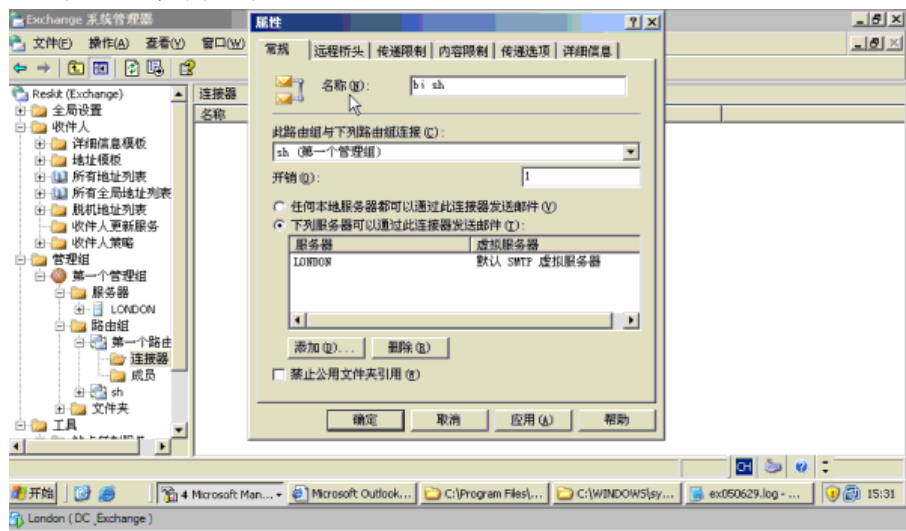 Exchange 系统管理器
文件(F) 操作(A) 查看(V) 窗口(W)
Reskit (Exchange)
全局设置
收件人
详细信息模板
地址模板
所有地址列表
所有全局地址列表
脱机地址列表
收件人更新服务
收件人策略
管理组
第一个管理组
服务器
LONDON
路由组
第一个路由
连接器
成员
sh
文件夹
工具
连接器
名称
属性
常规 远程桥头 传递限制 内容限制 传递选项 详细信息
名称(N): bj sh
此路由组与下列路由组连接(C):
sh (第一个管理组)
开销(O): 1
任何本地服务器都可以通过此连接器发送邮件(V)
下列服务器可以通过此连接器发送邮件(T):
服务器 虚拟服务器
LONDON 默认 SMTP 虚拟服务器
添加(D)... 删除(R)
禁止公用文件夹引用(E)
确定 取消 应用(A) 帮助
CH
开始 4 Microsoft Man... Microsoft Outlook... C:\Program Files\... C:\WINDOWS\sy... ex050629.log - ... 15:31
London ( DC ,Exchange )